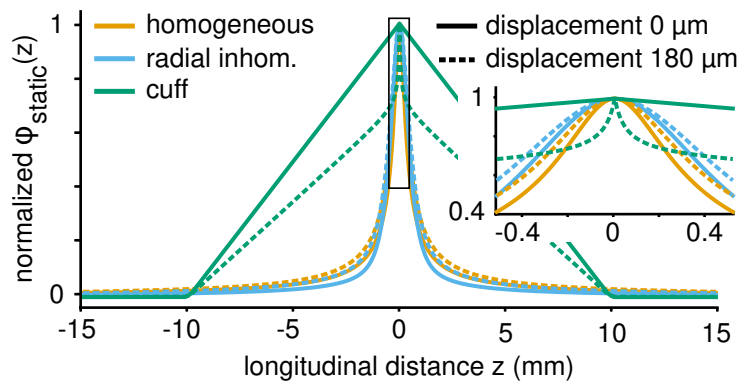 normalized φstatic(z)
1
0
homogeneous
radial inhom.
cuff
displacement 0 µm
displacement 180 µm
1
0.4
-0.4 0 0.4
-15 -10 -5 0 5 10 15
longitudinal distance z (mm)